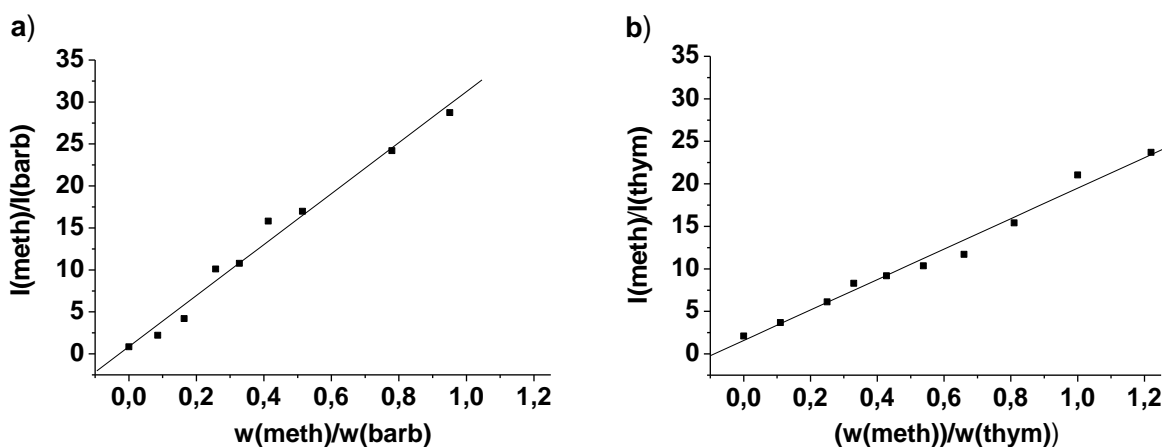 a)
35
30
25
20
15
10
5
0
I(meth)/I(barb)
0,0 0,2 0,4 0,6 0,8 1,0 1,2
w(meth)/w(barb)
b)
35
30
25
20
15
10
5
0
I(meth)/I(thym)
0,0 0,2 0,4 0,6 0,8 1,0 1,2
(w(meth))/w(thym))